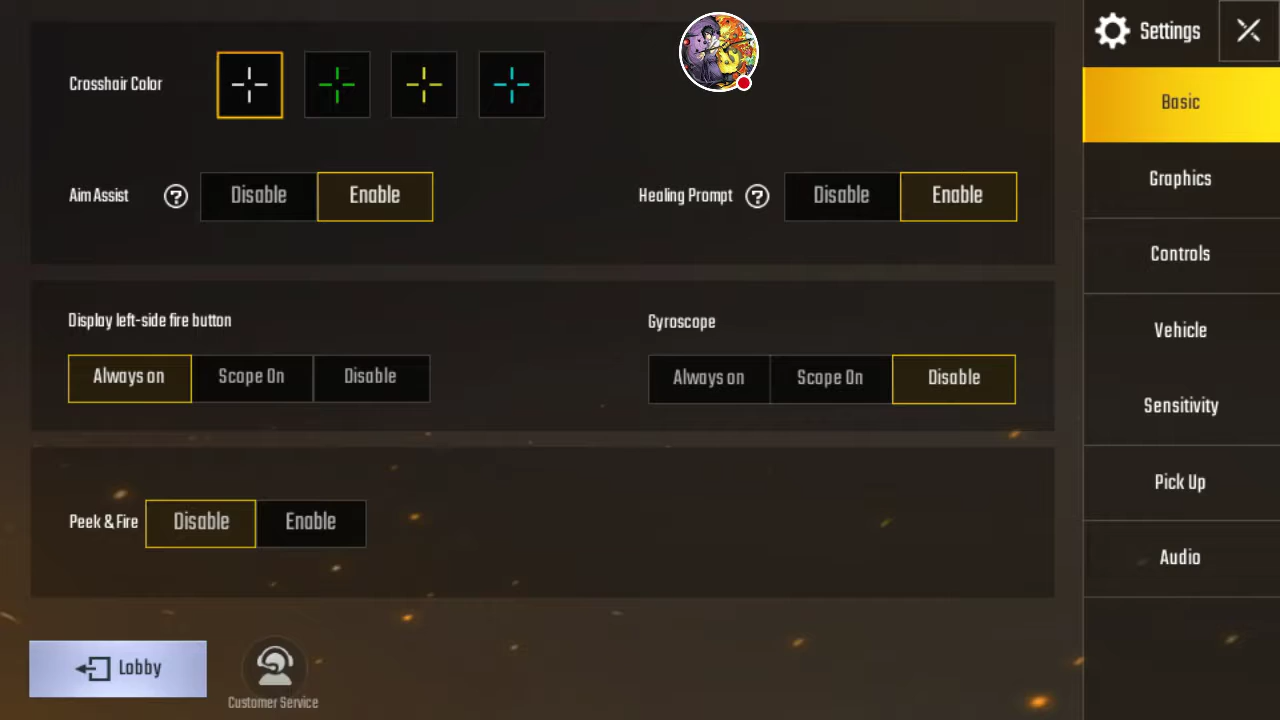 Settings
Crosshair Color
Basic
Aim Assist ? Disable Enable
Healing Prompt ? Disable Enable
Graphics
Controls
Display left-side fire button
Gyroscope
Vehicle
Always on Scope On Disable
Always on Scope On Disable
Sensitivity
Pick Up
Peek & Fire Disable Enable
Audio
Lobby
Customer Service